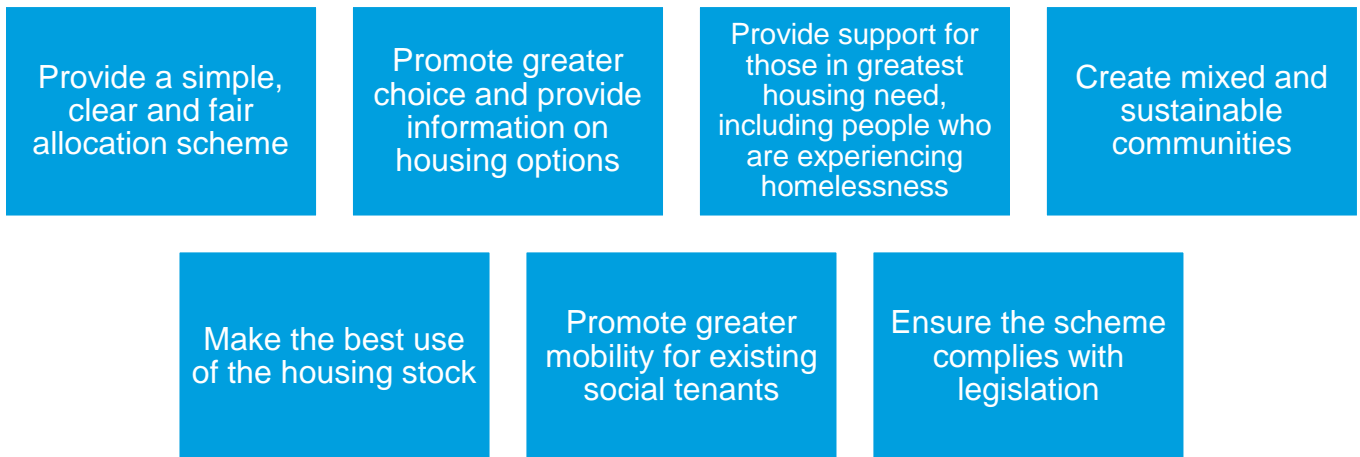 Provide a simple,
clear and fair
allocation scheme
Promote greater
choice and provide
information on
housing options
Provide support for
those in greatest
housing need,
including people who
are experiencing
homelessness
Create mixed and
sustainable
communities
Make the best use
of the housing stock
Promote greater
mobility for existing
social tenants
Ensure the scheme
complies with
legislation